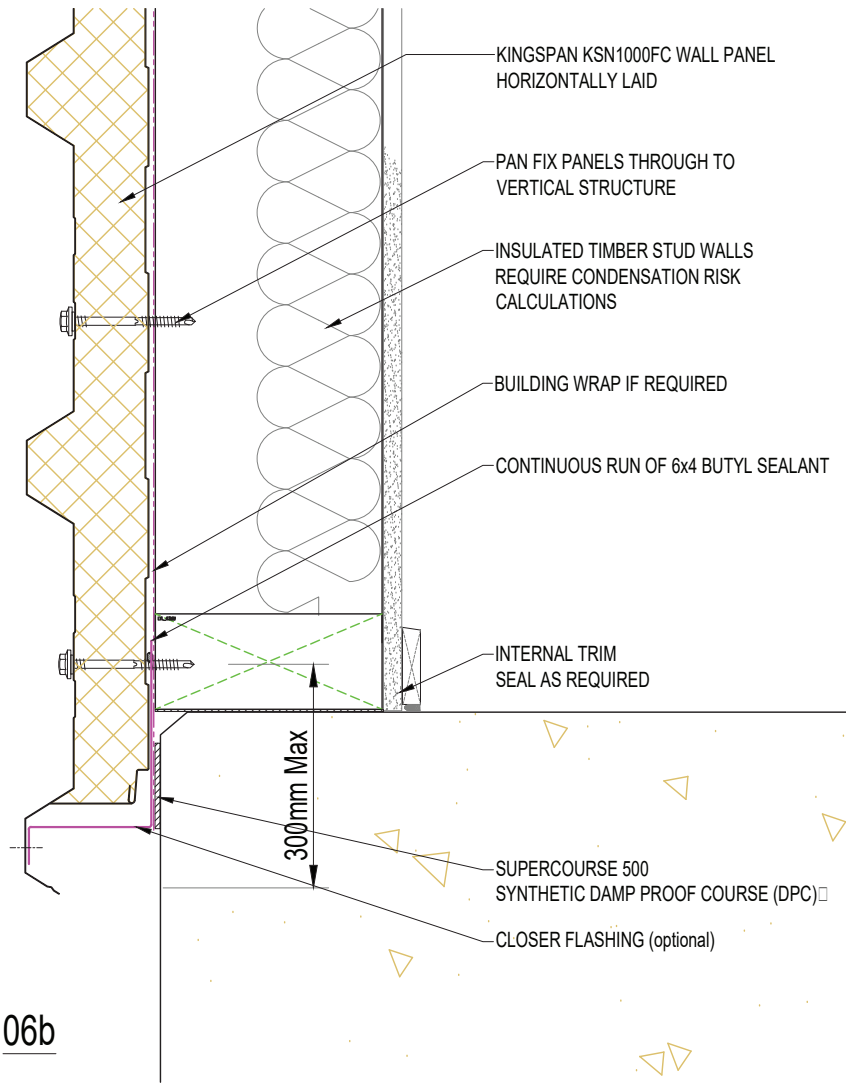 KINGSPAN KSN1000FC WALL PANEL
HORIZONTALLY LAID
PAN FIX PANELS THROUGH TO
VERTICAL STRUCTURE
INSULATED TIMBER STUD WALLS
REQUIRE CONDENSATION RISK
CALCULATIONS
BUILDING WRAP IF REQUIRED
CONTINUOUS RUN OF 6x4 BUTYL SEALANT
INTERNAL TRIM
SEAL AS REQUIRED
300mm Max
SUPERCOURSE 500
SYNTHETIC DAMP PROOF COURSE (DPC)
CLOSER FLASHING (optional)
06b